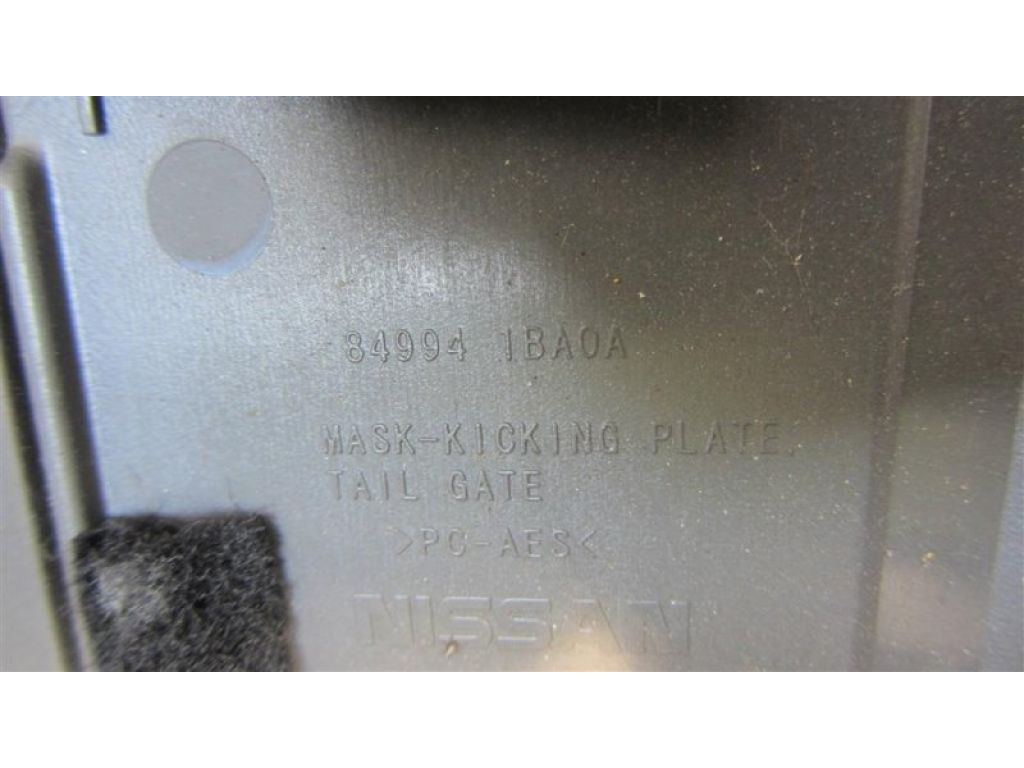 84994 1BA0A
MASK-KICKING PLATE,
TAIL GATE
>PC-AES<
NISSAN